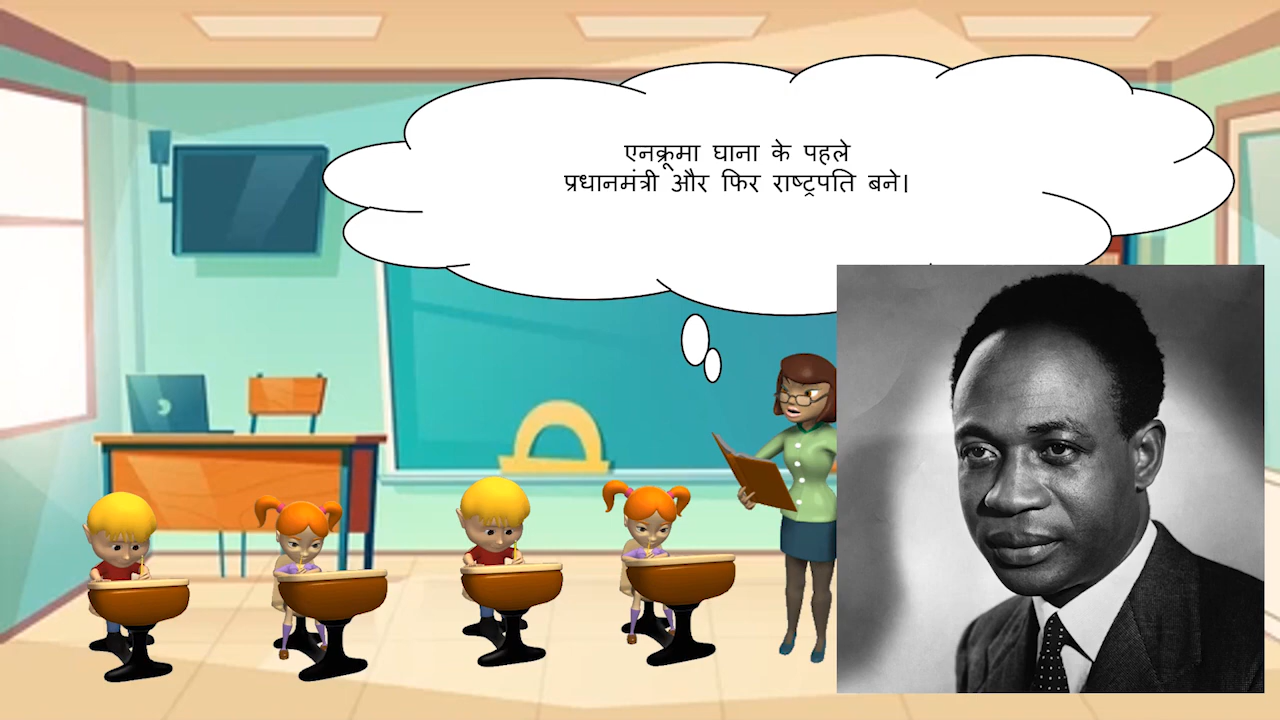 एनक्रूमा घाना के पहले
प्रधानमंत्री और फिर राष्ट्रपति बने।